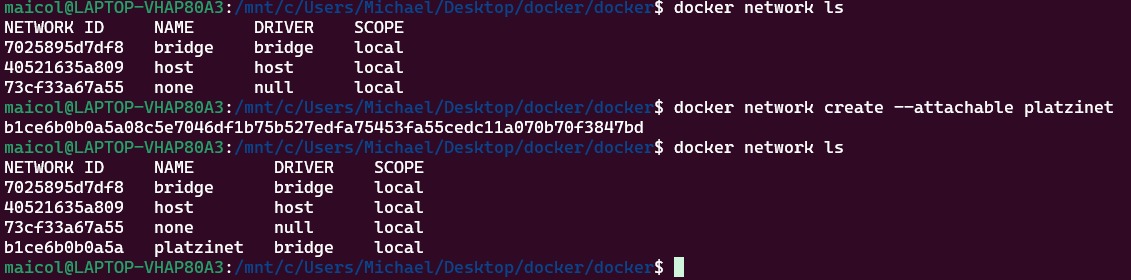 maicol@LAPTOP-VHAP80A3:/mnt/c/Users/Michael/Desktop/docker/docker$ docker network ls
NETWORK ID     NAME      DRIVER    SCOPE
7025895d7df8   bridge    bridge    local
40521635a809   host      host      local
73cf33a67a55   none      null      local
maicol@LAPTOP-VHAP80A3:/mnt/c/Users/Michael/Desktop/docker/docker$ docker network create --attachable platzinet
b1ce6b0b0a5a08c5e7046df1b75b527edfa75453fa55cedc11a070b70f3847bd
maicol@LAPTOP-VHAP80A3:/mnt/c/Users/Michael/Desktop/docker/docker$ docker network ls
NETWORK ID     NAME        DRIVER    SCOPE
7025895d7df8   bridge      bridge    local
40521635a809   host        host      local
73cf33a67a55   none        null      local
b1ce6b0b0a5a   platzinet   bridge    local
maicol@LAPTOP-VHAP80A3:/mnt/c/Users/Michael/Desktop/docker/docker$